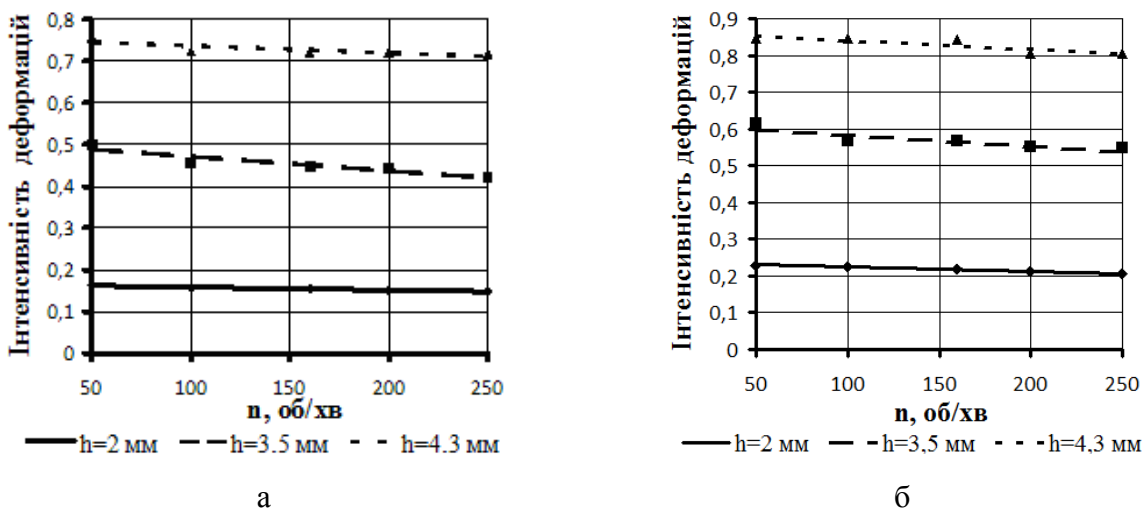 Інтенсивність деформацій
0,8
0,7
0,6
0,5
0,4
0,3
0,2
0,1
0
50 100 150 200 250
n, об/хв
h=2 мм h=3.5 мм h=4.3 мм
а
Інтенсивність деформацій
0,9
0,8
0,7
0,6
0,5
0,4
0,3
0,2
0,1
0
50 100 150 200 250
n, об/хв
h=2 мм h=3,5 мм h=4,3 мм
б